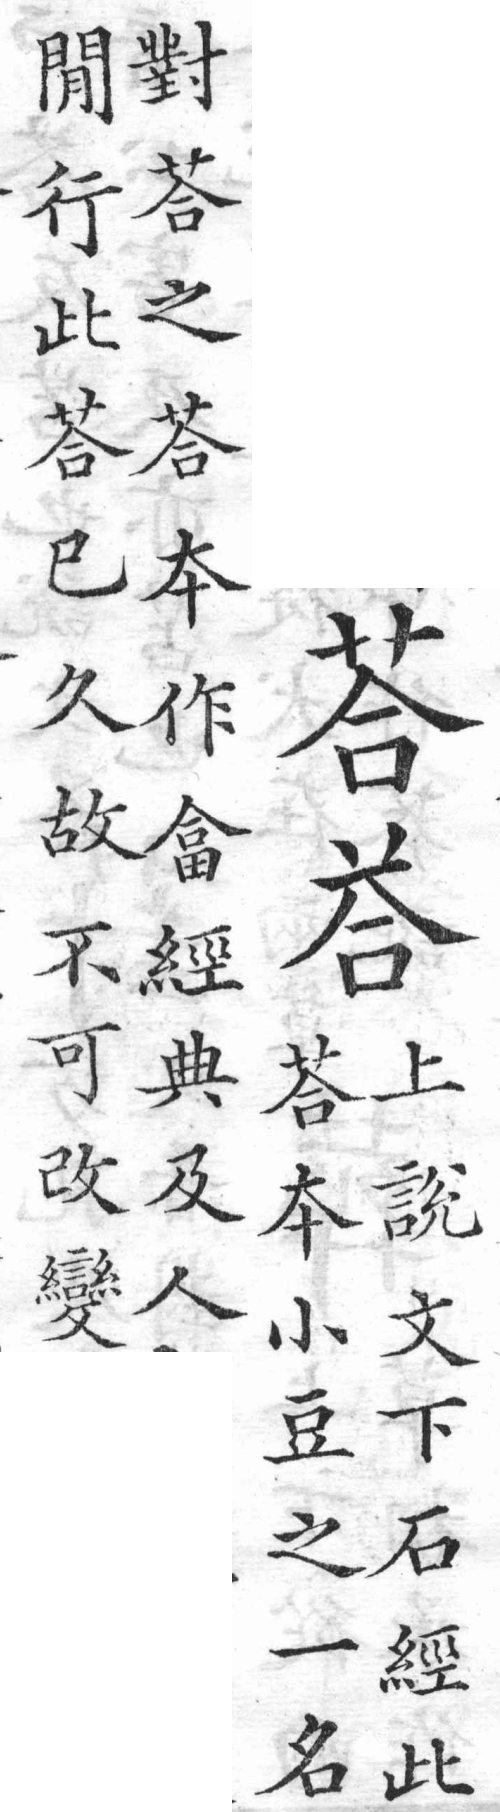 荅荅
上說文下石經此
荅本小豆之一名
對荅之荅本作畣經典及人
閒行此荅已久故不可改變